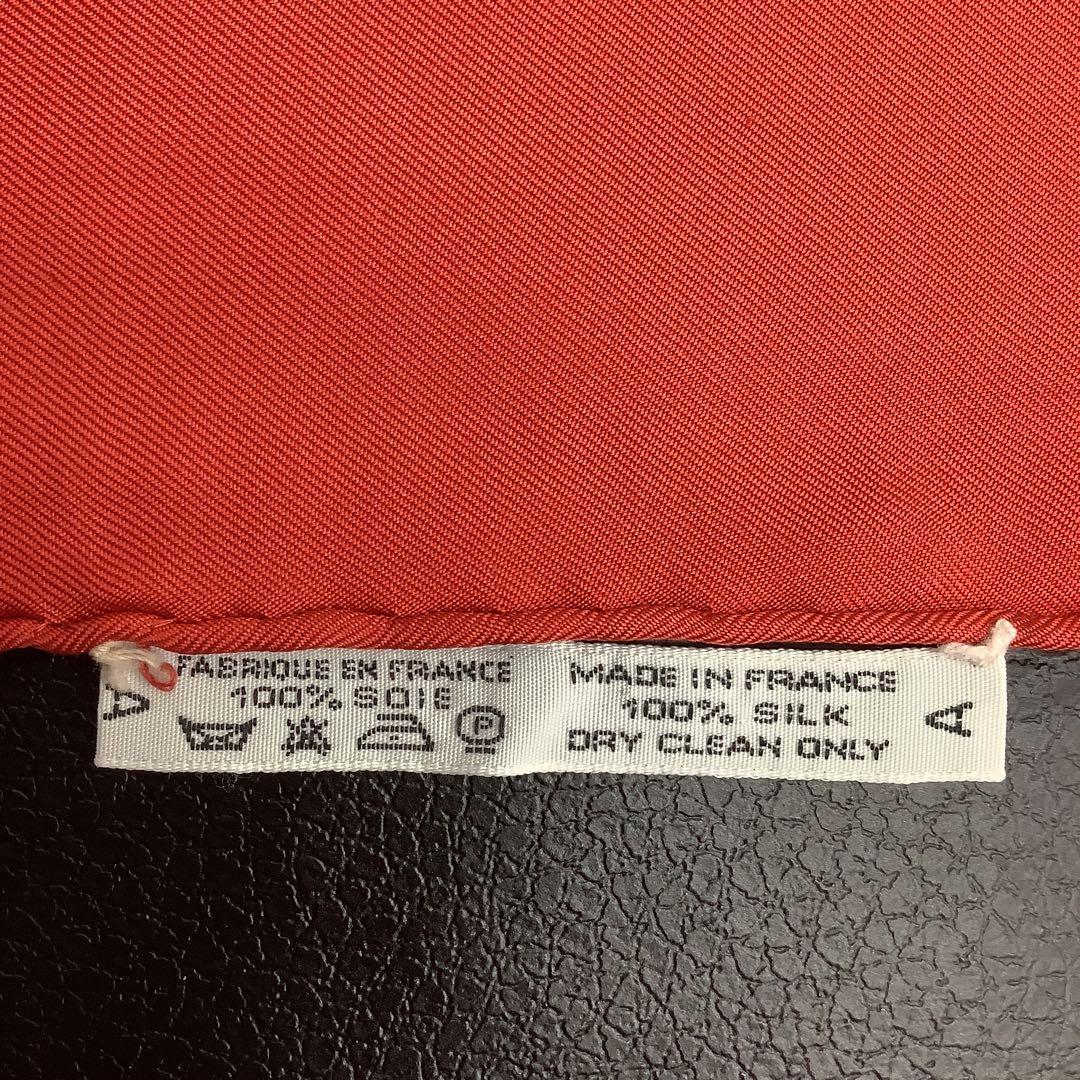 FABRIQUE EN FRANCE
100% SOIE
P
MADE IN FRANCE
100% SILK
DRY CLEAN ONLY
A
A